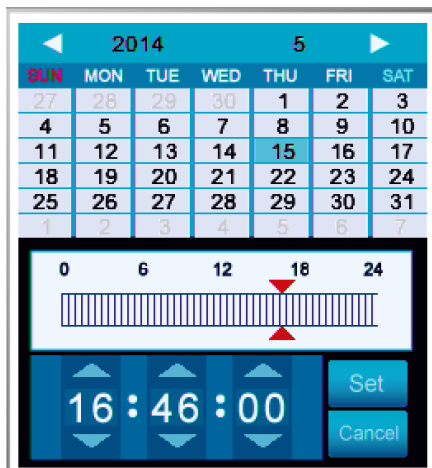 2014 5
SUN MON TUE WED THU FRI SAT
27 28 29 30 1 2 3
4 5 6 7 8 9 10
11 12 13 14 15 16 17
18 19 20 21 22 23 24
25 26 27 28 29 30 31
1 2 3 4 5 6 7
0 6 12 18 24
16 : 46 : 00
Set
Cancel